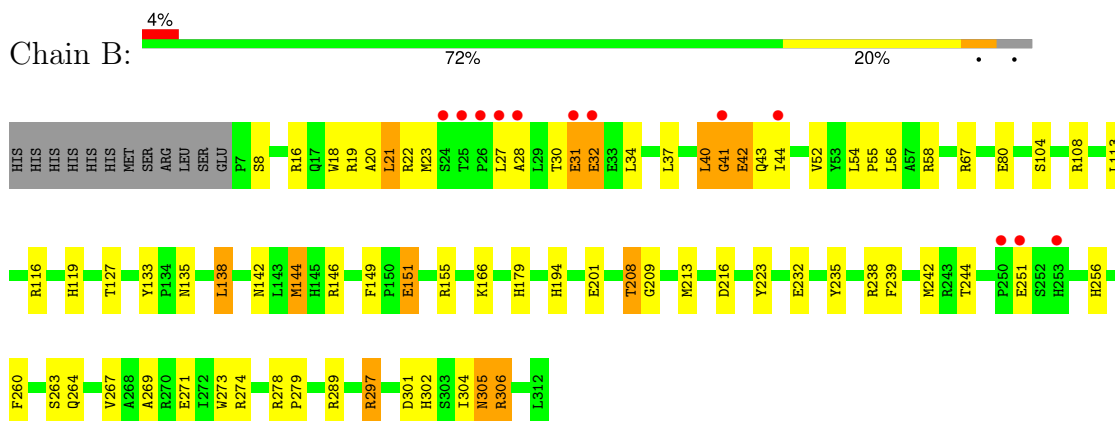 4%
Chain B:
72% 20% • •
HIS HIS HIS HIS HIS HIS MET SER ARG LEU SER GLU P7 S8 R16 Q17 W18 R19 A20 L21 R22 M23 S24 T25 P26 L27 A28 L29 T30 E31 E32 E33 L34 L37 L40 G41 E42 Q43 I44 V52 Y53 L54 P55 L56 A57 R58 R67 E80 S104 R108 L113
R116 H119 T127 Y133 P134 N135 L138 N142 L143 M144 H145 R146 F149 P150 E151 R155 K166 H179 H194 E201 T208 G209 M213 D216 Y223 E232 Y235 R238 F239 M242 R243 T244 P250 E251 S252 H253 H256
F260 S263 Q264 V267 A268 A269 R270 E271 I272 W273 R274 R278 P279 R289 R297 D301 H302 S303 I304 N305 R306 L312